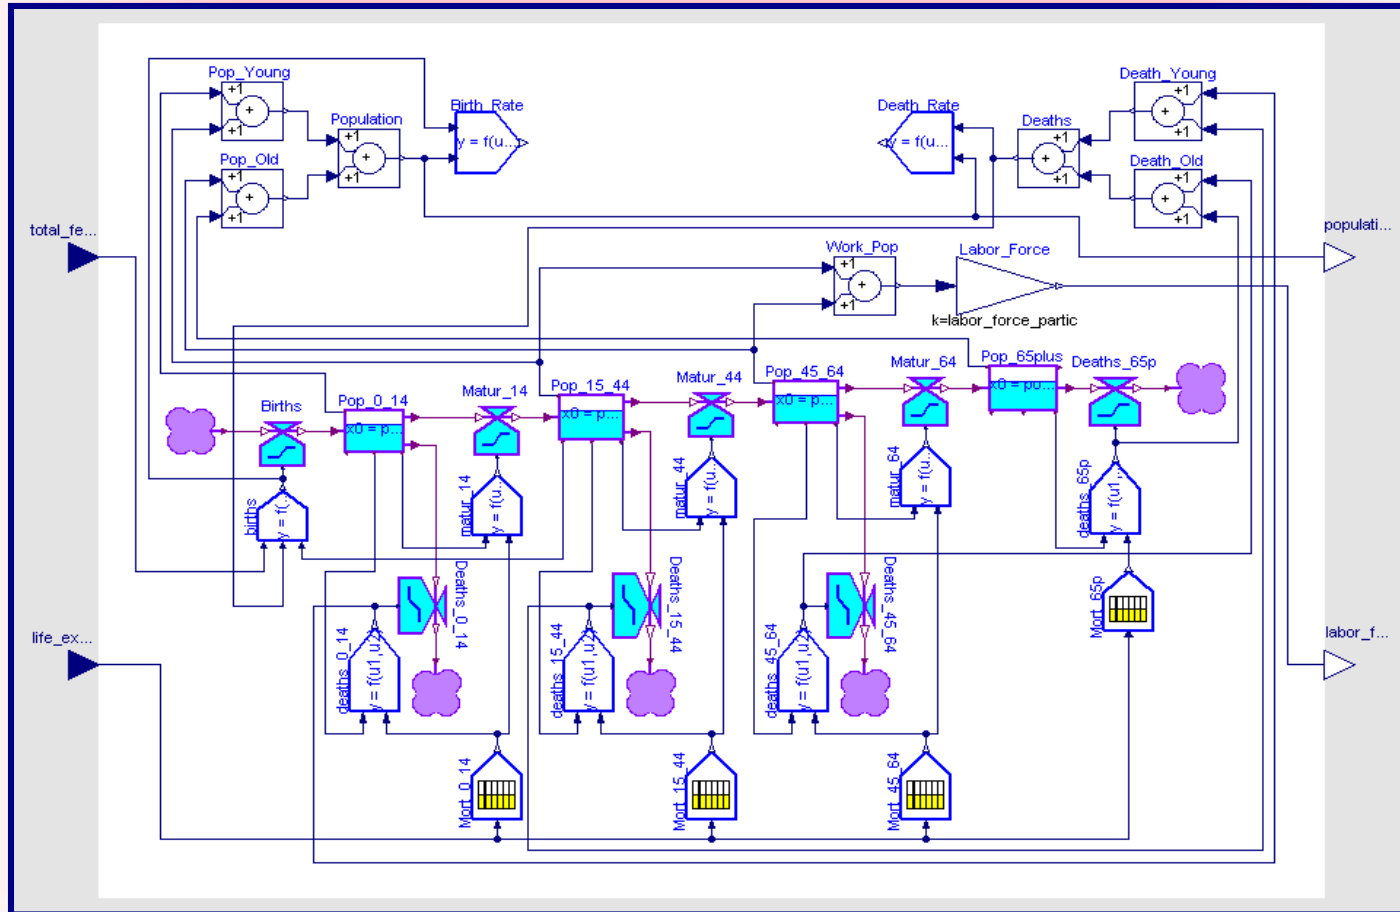 Pop_Young
Death_Young
+1
+1
+
+1
+
+1
Birth_Rate
Death_Rate
Population
Deaths
+1
+
+1
y = f(u...
y = f(u...
+1
+
+1
Pop_Old
Death_Old
+1
+
+1
+1
+
+1
total_fe...
populati...
Work_Pop
Labor_Force
+1
+
+1
k=labor_force_partic
Pop_65plus
Matur_64
Deaths_65p
Pop_45_64
Matur_44
Pop_15_44
Matur_14
Pop_0_14
Births
x0 = p...
x0 = p...
x0 = p...
x0 = po...
births
y = f(...
matur_14
y = f(u...
matur_44
y = f(u...
matur_64
y = f(u...
deaths_65p
y = f(u1,...
Deaths_0_14
Deaths_15_44
Deaths_45_64
Mort_65p
life_ex...
labor_f...
deaths_0_14
y = f(u1,u2)
deaths_15_44
y = f(u1,u2)
deaths_45_64
y = f(u1,u2)
Mort_0_14
Mort_15_44
Mort_45_64